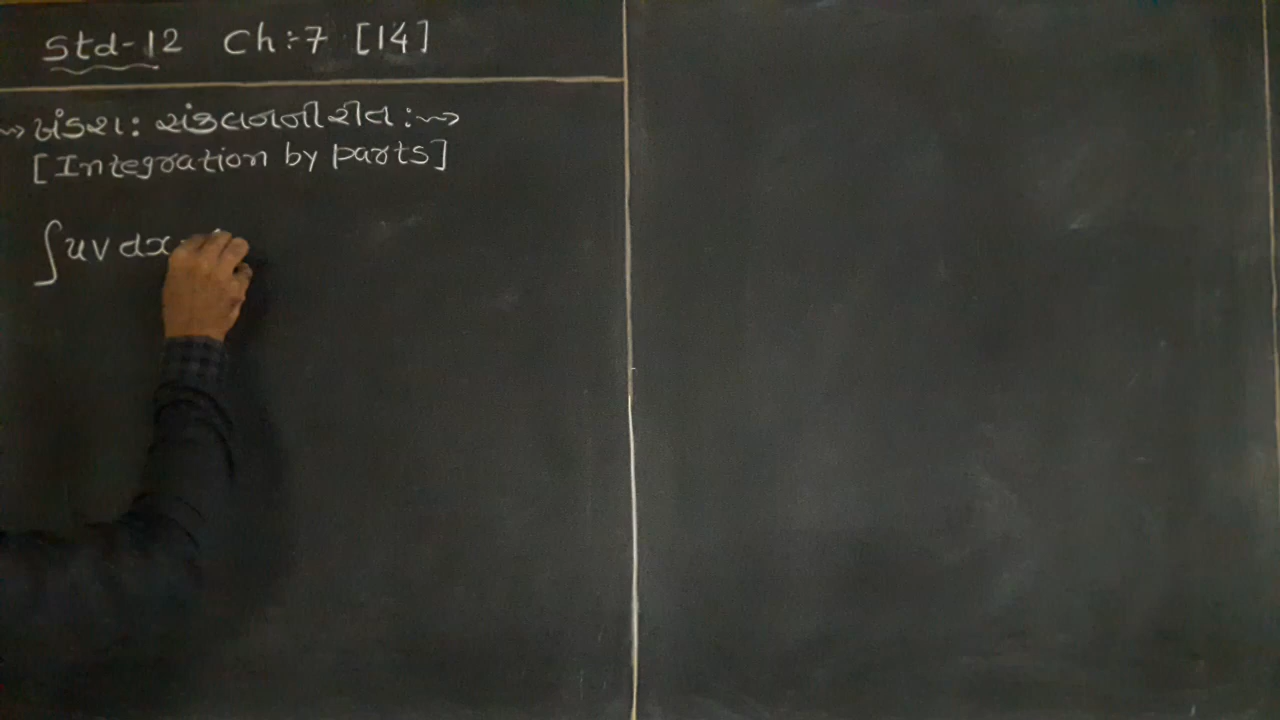 Std-12 Ch:-7 [14]
ખંડશ: સંકલનની રીત :
[Integration by parts]
∫uv dx